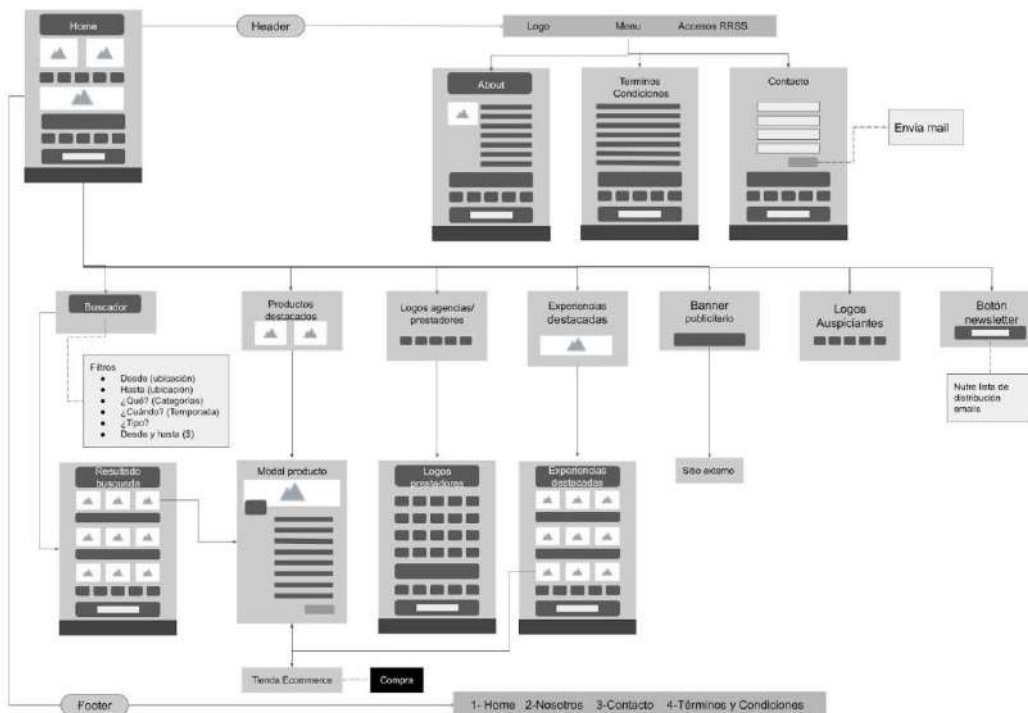 Home
Header
Logo Menu Accesos RRSS
About
Terminos
Condiciones
Contacto
Envia mail
Buscador
Productos
destacados
Logos agencias/
prestadores
Experiencias
destacadas
Banner
publicitario
Logos
Auspiciantes
Botón
newsletter
Filtros
Desde (ubicación)
Hasta (ubicación)
¿Qué? (Categorías)
¿Cuándo? (Temporada)
¿Tipo?
Desde y hasta ($)
Nutre lista de
distribución
emails
Resultado
busqueda
Modal producto
Logos
prestadores
Experiencias
destacadas
Sitio externo
Tienda Ecommerce
Compra
Footer
1- Home 2-Nosotros 3-Contacto 4-Términos y Condiciones